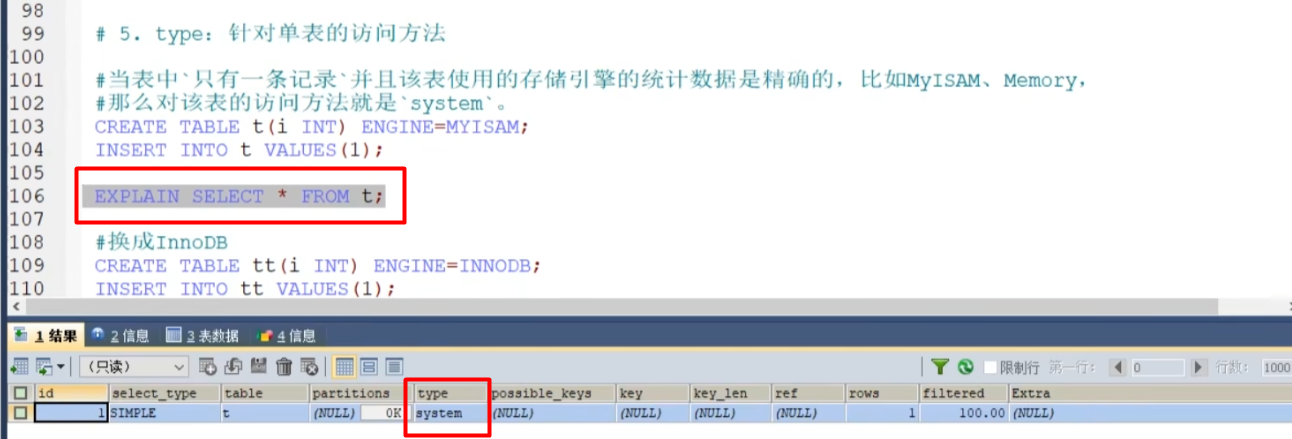 98
99 # 5. type：针对单表的访问方法
100
101 #当表中`只有一条记录`并且该表使用的存储引擎的统计数据是精确的，比如MyISAM、Memory，
102 #那么对该表的访问方法就是`system`。
103 CREATE TABLE t(i INT) ENGINE=MYISAM;
104 INSERT INTO t VALUES(1);
105
106 EXPLAIN SELECT * FROM t;
107
108 #换成InnoDB
109 CREATE TABLE tt(i INT) ENGINE=INNODB;
110 INSERT INTO tt VALUES(1);
1 结果 2 信息 3 表数据 4 信息
（只读） 限制行 第一行： 0 行数： 1000
id select_type table partitions type possible_keys key key_len ref rows filtered Extra
1 SIMPLE t (NULL) 0K system (NULL) (NULL) (NULL) (NULL) 1 100.00 (NULL)